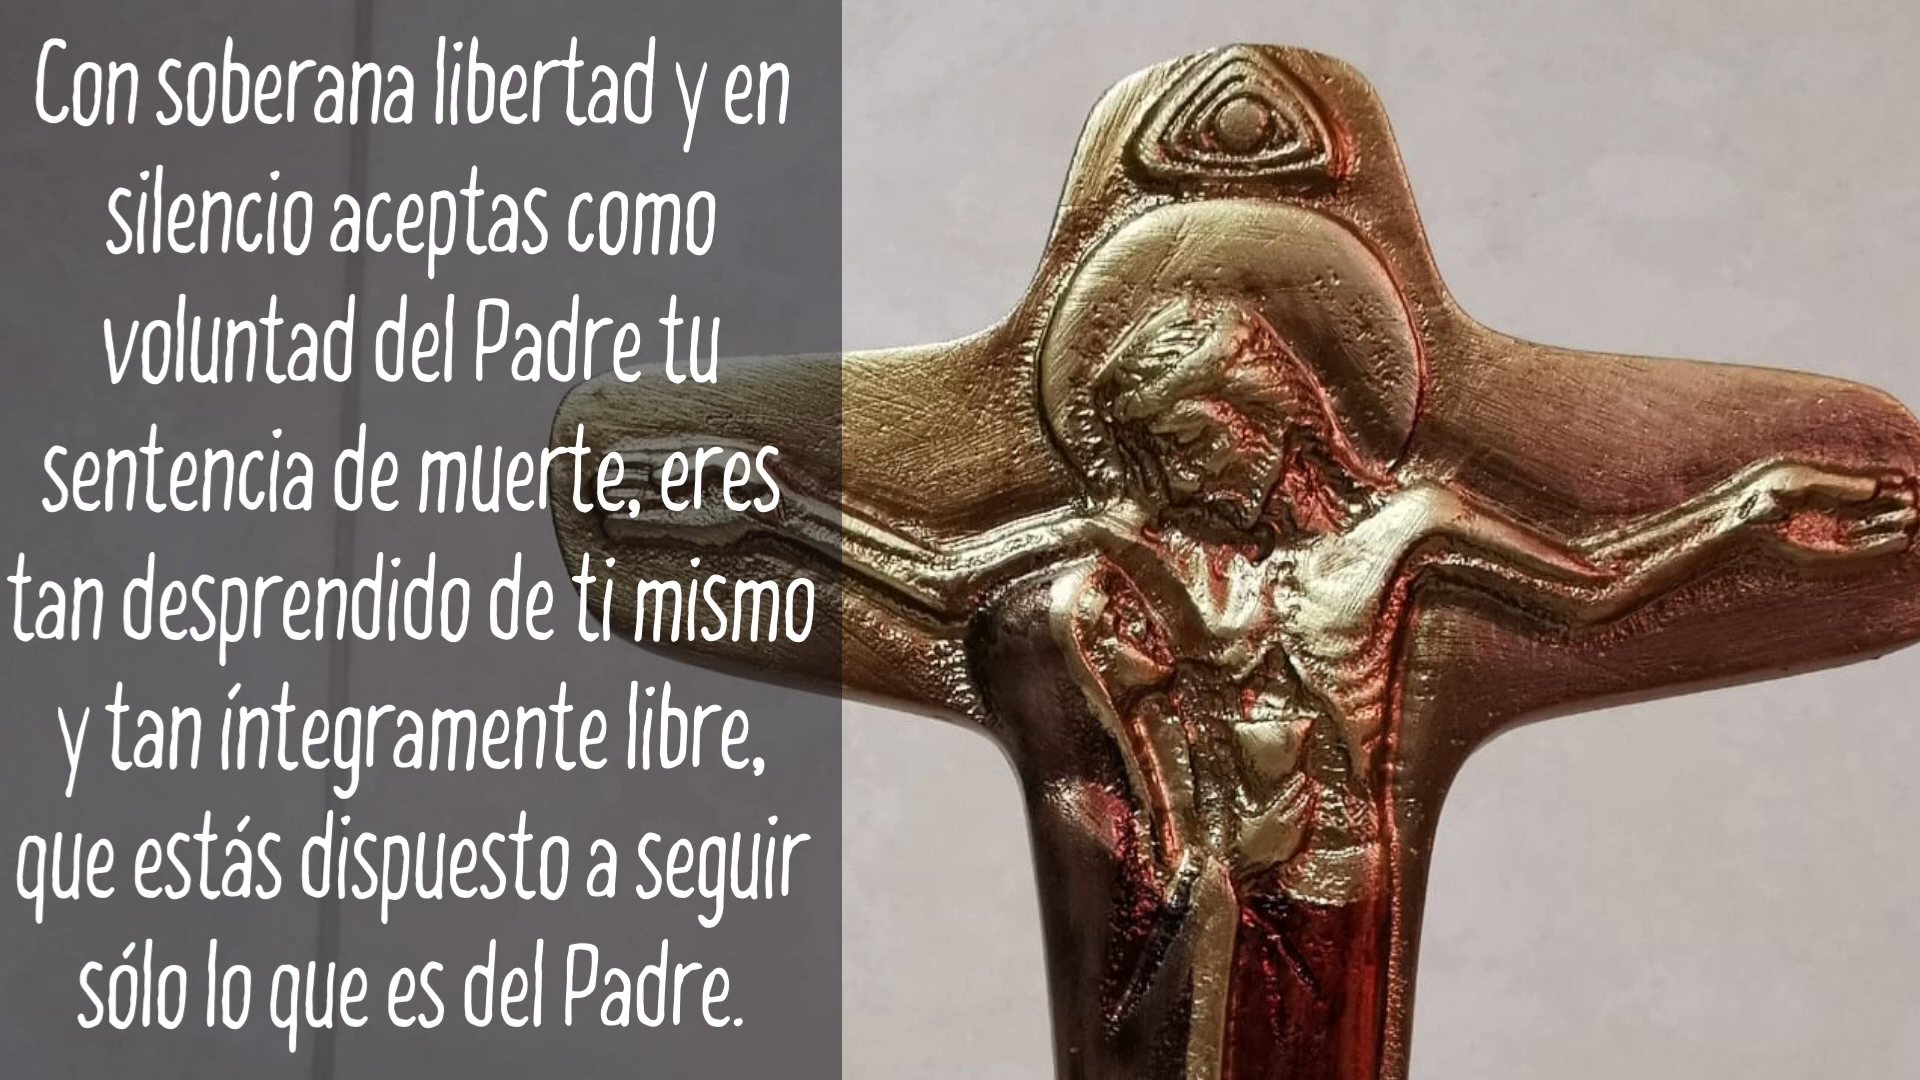 Con soberana libertad y en
silencio aceptas como
voluntad del Padre tu
sentencia de muerte, eres
tan desprendido de ti mismo
y tan íntegramente libre,
que estás dispuesto a seguir
sólo lo que es del Padre.